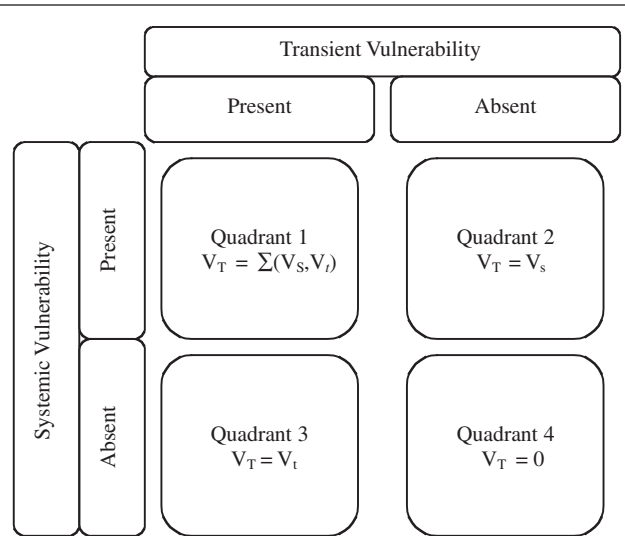 Transient Vulnerability
Present
Absent
Systemic Vulnerability
Present
Absent
Quadrant 1
V_T = ∑(V_S,V_t)
Quadrant 2
V_T = V_s
Quadrant 3
V_T = V_t
Quadrant 4
V_T = 0